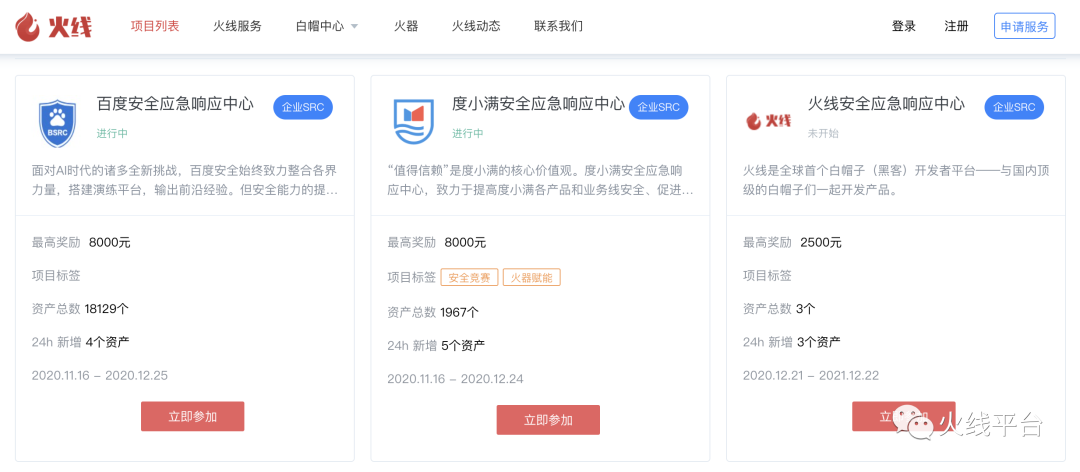 火线 项目列表 火线服务 白帽中心 火器 火线动态 联系我们 登录 注册 申请服务
BSRC
百度安全应急响应中心 企业SRC
进行中
面对AI时代的诸多全新挑战，百度安全始终致力整合各界
力量，搭建演练平台，输出前沿经验。但安全能力的提...
最高奖励 8000元
项目标签
资产总数 18129个
24h 新增 4个资产
2020.11.16 - 2020.12.25
立即参加
度小满安全应急响应中心 企业SRC
进行中
“值得信赖”是度小满的核心价值观。度小满安全应急响
应中心，致力于提高度小满各产品和业务线安全、促进...
最高奖励 8000元
项目标签 安全竞赛 火器赋能
资产总数 1967个
24h 新增 5个资产
2020.11.16 - 2020.12.24
立即参加
火线
火线安全应急响应中心 企业SRC
未开始
火线是全球首个白帽子（黑客）开发者平台——与国内顶
级的白帽子们一起开发产品。
最高奖励 2500元
项目标签
资产总数 3个
24h 新增 3个资产
2020.12.21 - 2021.12.22
立即参加
火线平台